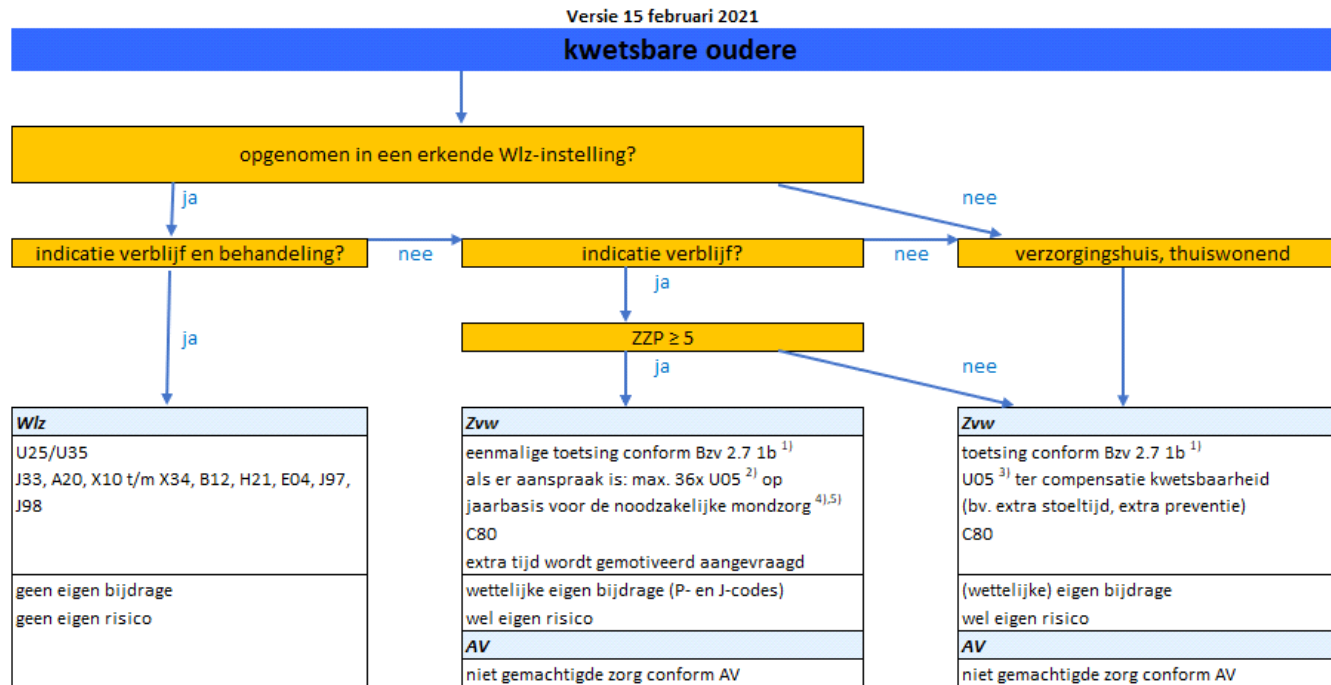 Versie 15 februari 2021
kwetsbare oudere
opgenomen in een erkende Wlz-instelling?
ja
nee
indicatie verblijf en behandeling?
nee
indicatie verblijf?
nee
verzorgingshuis, thuiswonend
ja
ja
ZZP ≥ 5
ja
nee
Wlz
U25/U35
J33, A20, X10 t/m X34, B12, H21, E04, J97,
J98
geen eigen bijdrage
geen eigen risico
Zvw
eenmalige toetsing conform Bzv 2.7 1b 1)
als er aanspraak is: max. 36x U05 2) op
jaarbasis voor de noodzakelijke mondzorg 4),5)
C80
extra tijd wordt gemotiveerd aangevraagd
wettelijke eigen bijdrage (P- en J-codes)
wel eigen risico
AV
niet gemachtigde zorg conform AV
Zvw
toetsing conform Bzv 2.7 1b 1)
U05 3) ter compensatie kwetsbaarheid
(bv. extra stoeltijd, extra preventie)
C80
(wettelijke) eigen bijdrage
wel eigen risico
AV
niet gemachtigde zorg conform AV